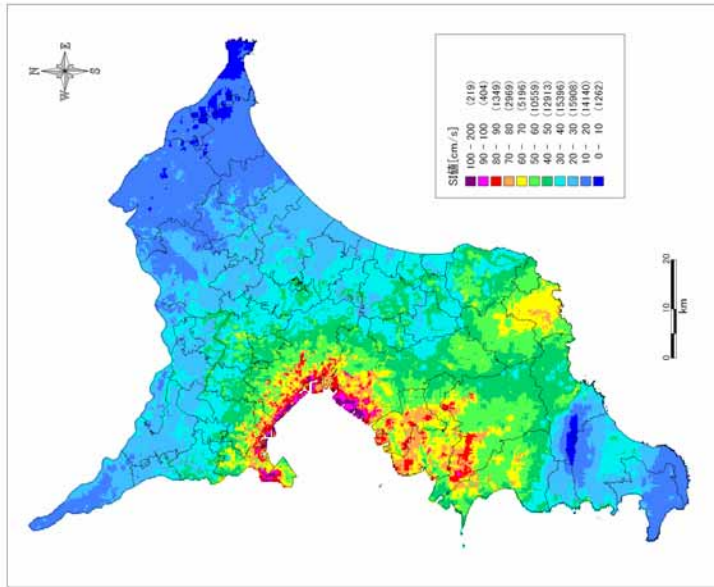 N
E
W
S
SI値[cm/s]
100 - 200 (219)
90 - 100 (404)
80 - 90 (1349)
70 - 80 (2969)
60 - 70 (5196)
50 - 60 (10559)
40 - 50 (12913)
30 - 40 (15396)
20 - 30 (15908)
10 - 20 (14140)
0 - 10 (1262)
0 10 20
km